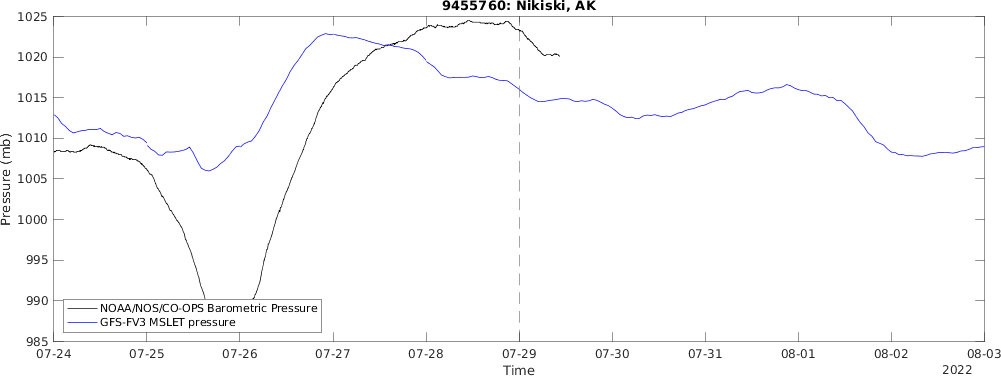 9455760: Nikiski, AK
Pressure (mb)
1025
1020
1015
1010
1005
1000
995
990
985
NOAA/NOS/CO-OPS Barometric Pressure
GFS-FV3 MSLET pressure
07-24 07-25 07-26 07-27 07-28 07-29 07-30 07-31 08-01 08-02 08-03
Time
2022